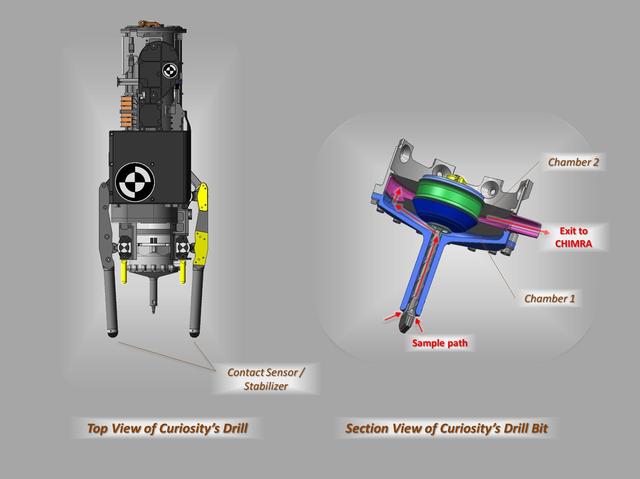 Chamber 2
Exit to
CHIMRA
Chamber 1
Sample path
Contact Sensor /
Stabilizer
Top View of Curiosity's Drill
Section View of Curiosity's Drill Bit